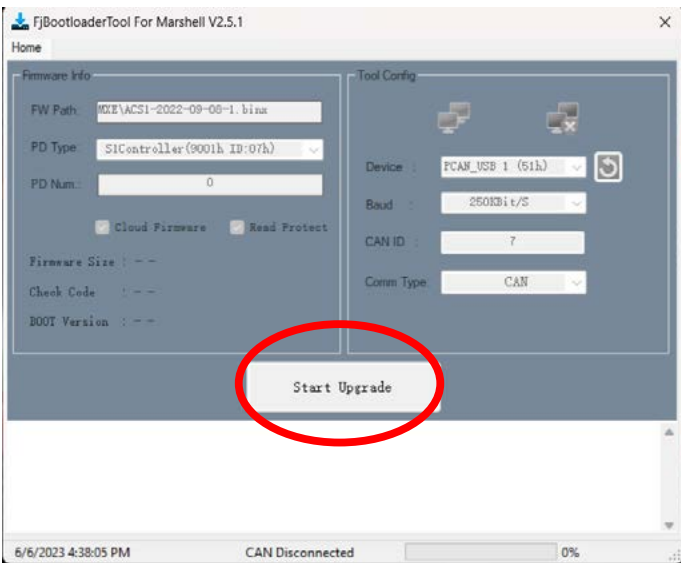 FjBootloaderTool For Marshell V2.5.1
Home
Firmware Info
FW Path: MXE\ACS1-2022-09-08-1.binx
PD Type: S1Controller(9001h ID:07h)
PD Num.: 0
Cloud Firmware Read Protect
Firmware Size : --
Check Code : --
BOOT Version : --
Tool Config
Device : PCAN_USB 1 (51h)
Baud : 250KBit/S
CAN ID : 7
Comm Type: CAN
Start Upgrade
6/6/2023 4:38:05 PM CAN Disconnected 0%